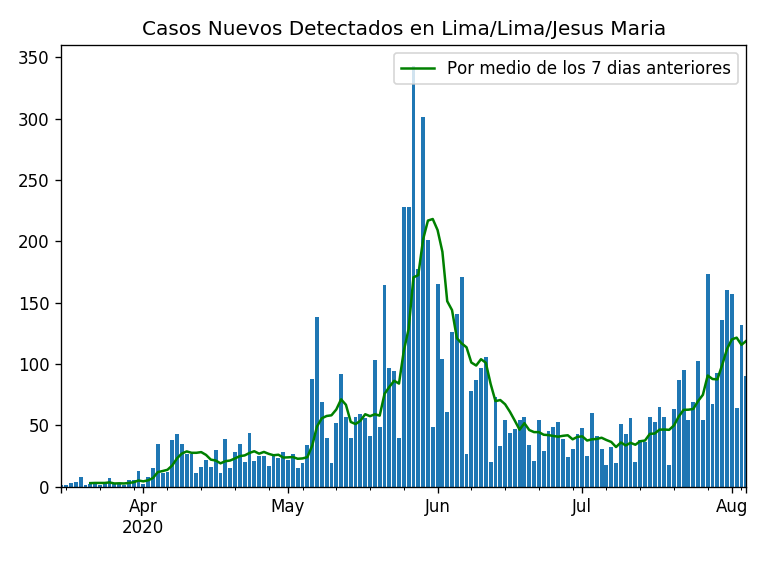 Casos Nuevos Detectados en Lima/Lima/Jesus Maria
Por medio de los 7 dias anteriores
350
300
250
200
150
100
50
0
Apr
2020
May
Jun
Jul
Aug